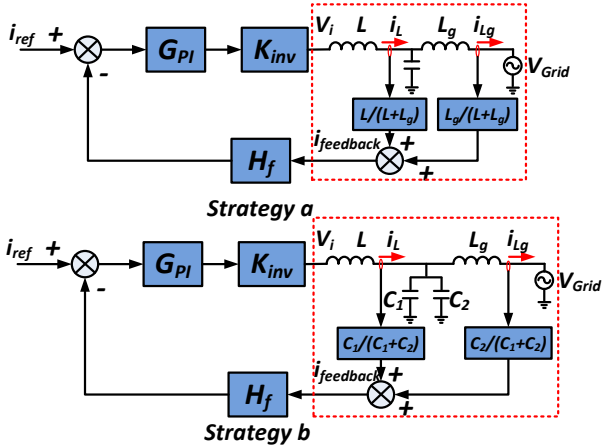 V_i L i_L L_g i_Lg
i_ref + G_PI K_inv
-
V_Grid
L/(L+L_g) L_g/(L+L_g)
i_feedback +
+
H_f
Strategy a
V_i L i_L L_g i_Lg
i_ref + G_PI K_inv
-
V_Grid
C_1 C_2
C_1/(C_1+C_2) C_2/(C_1+C_2)
i_feedback +
+
H_f
Strategy b